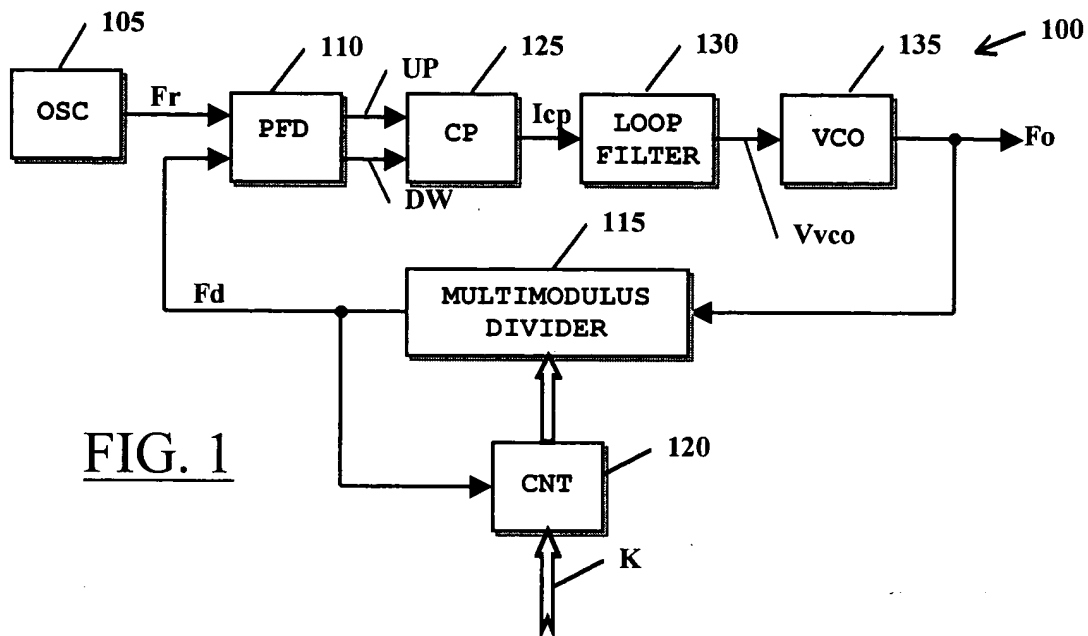 105
110
125
130
135
100
OSC
Fr
PFD
UP
DW
CP
Icp
LOOP
FILTER
Vvco
VCO
Fo
115
Fd
MULTIMODULUS
DIVIDER
120
CNT
K
FIG. 1